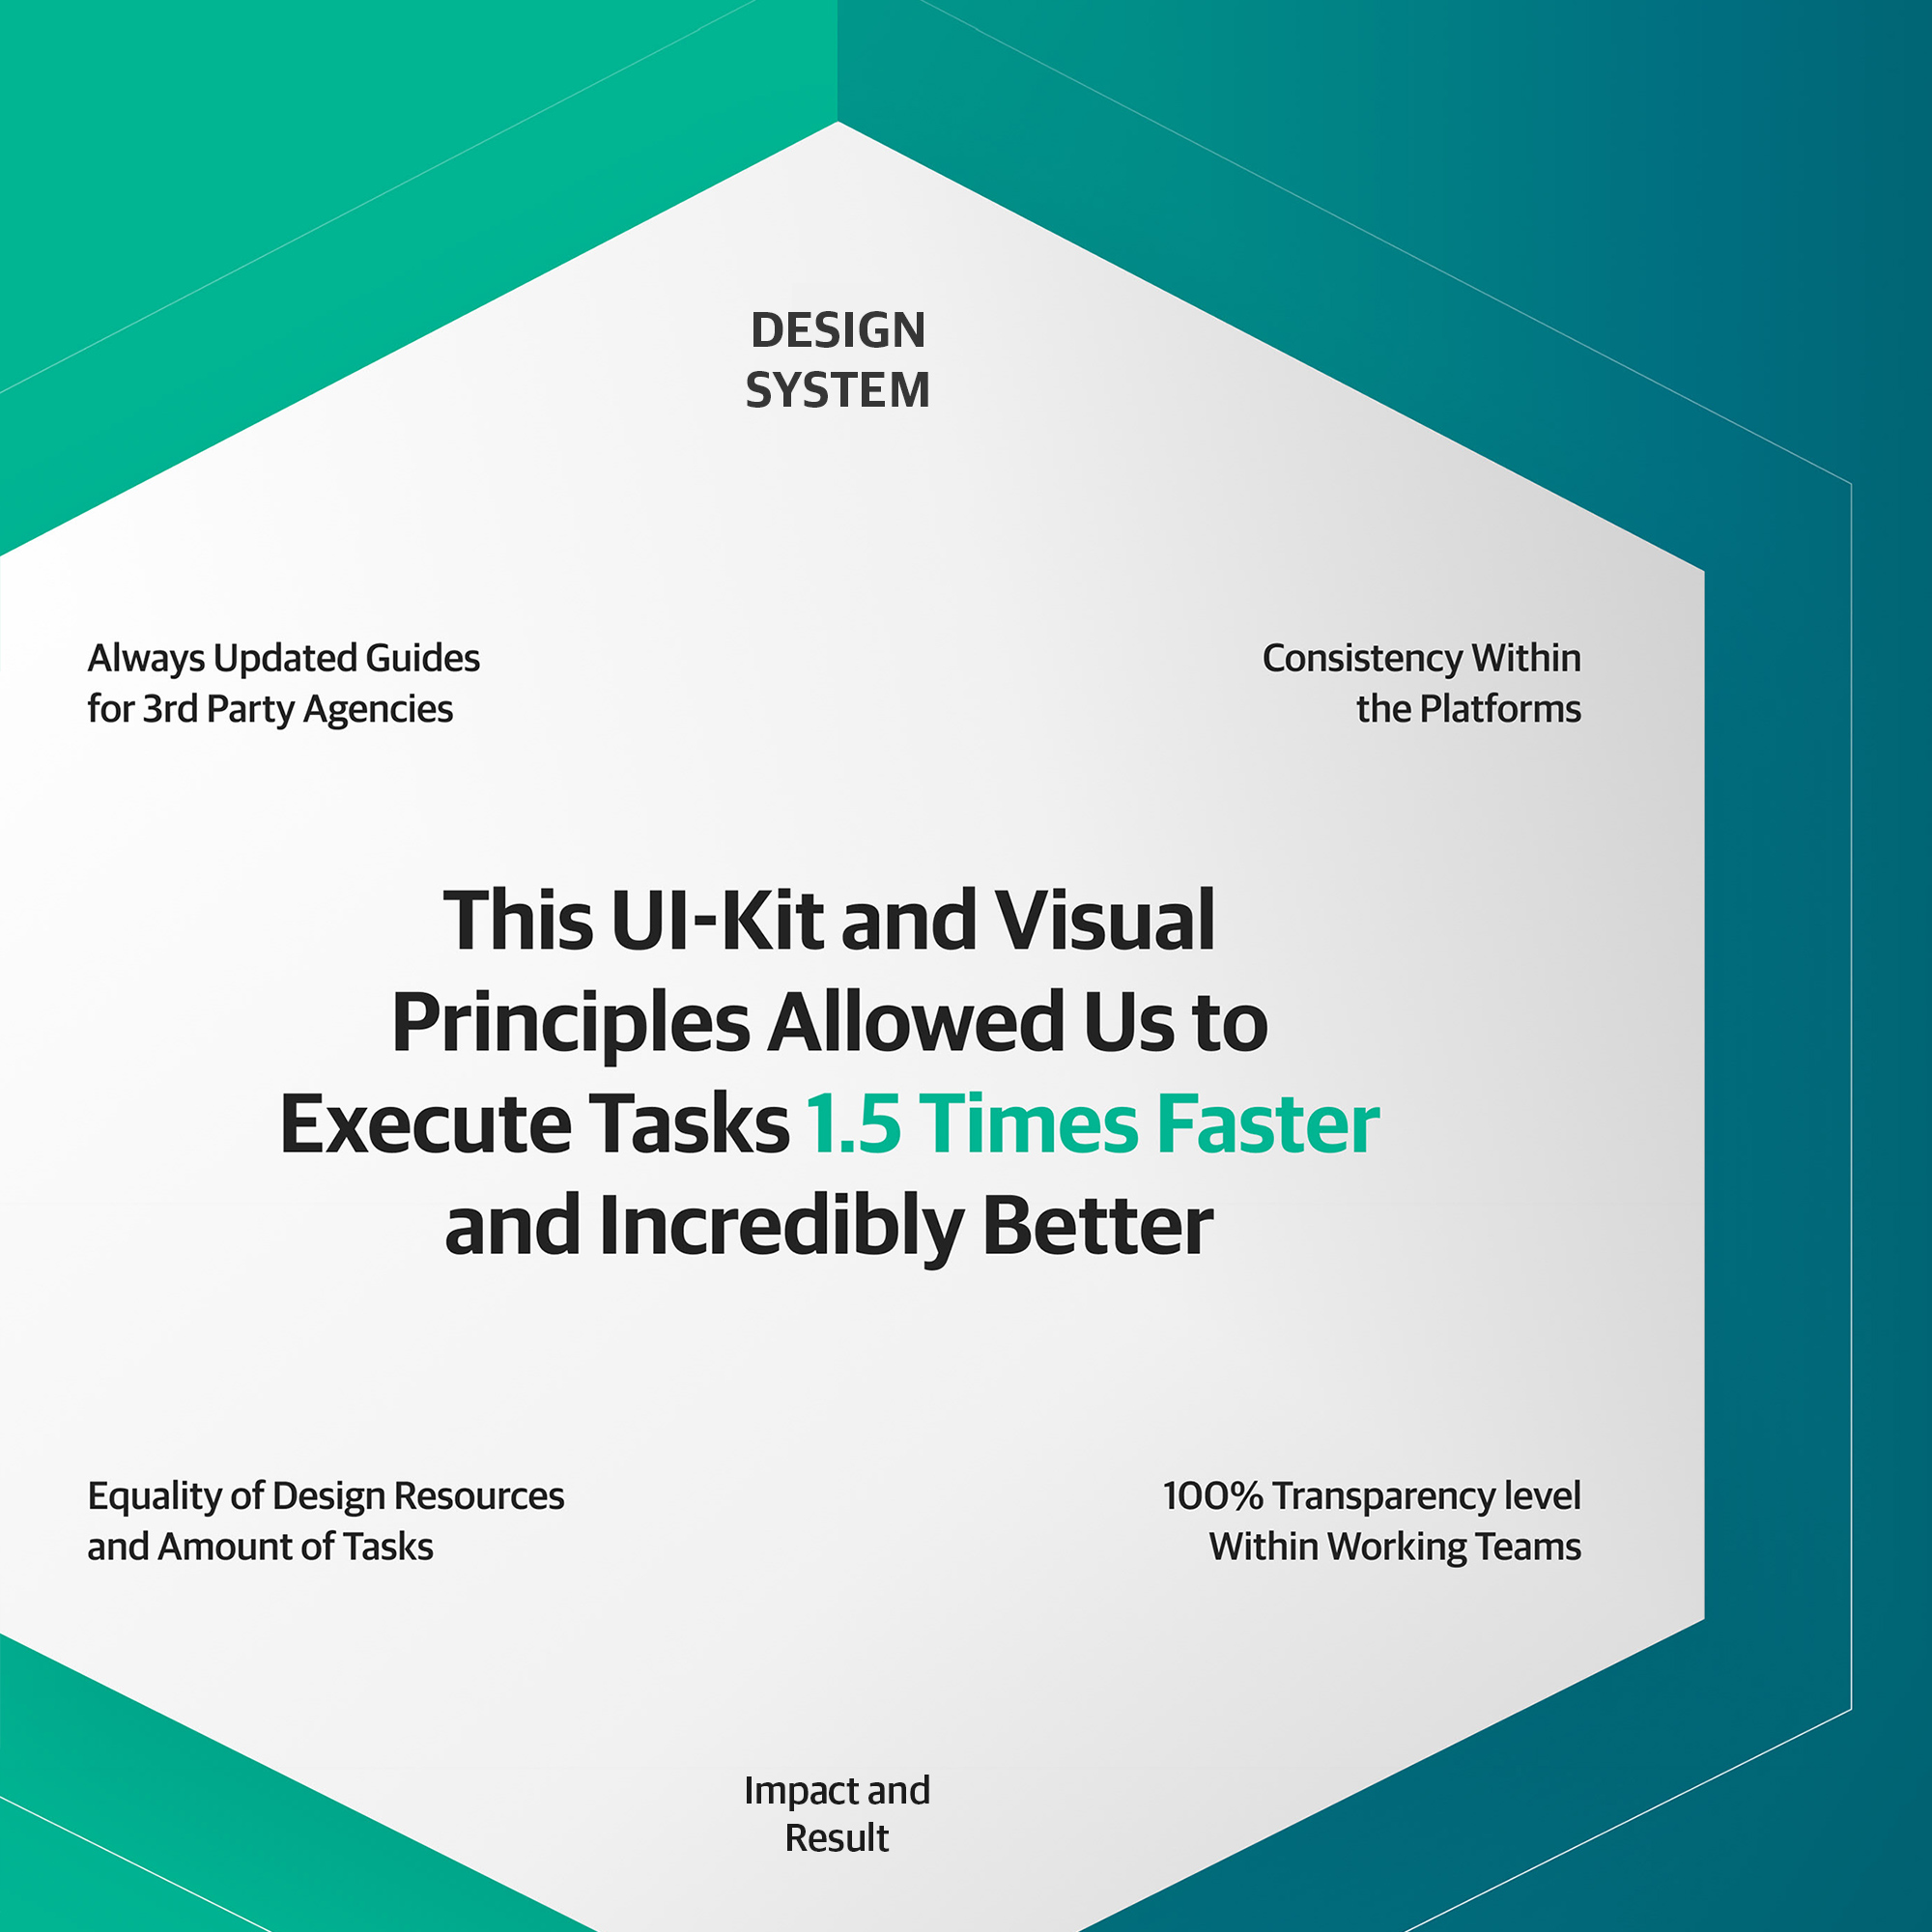 DESIGN
SYSTEM
Always Updated Guides
for 3rd Party Agencies
Consistency Within
the Platforms
This UI-Kit and Visual
Principles Allowed Us to
Execute Tasks 1.5 Times Faster
and Incredibly Better
Equality of Design Resources
and Amount of Tasks
100% Transparency level
Within Working Teams
Impact and
Result